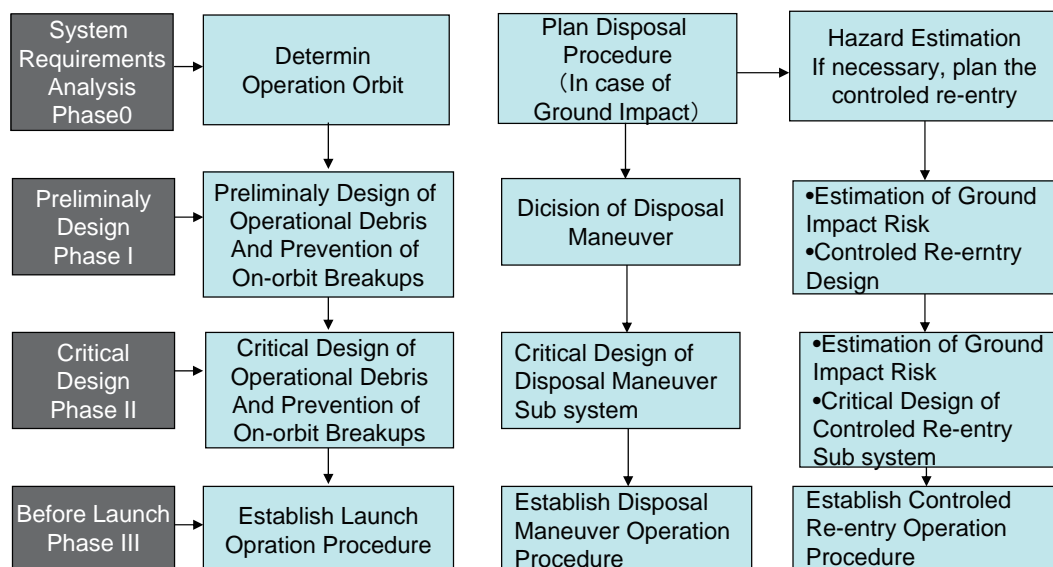 System
Requirements
Analysis
Phase0
Determin
Operation Orbit
Plan Disposal
Procedure
（In case of
Ground Impact）
Hazard Estimation
If necessary, plan the
controled re-entry
Preliminaly
Design
Phase I
Preliminaly Design of
Operational Debris
And Prevention of
On-orbit Breakups
Dicision of Disposal
Maneuver
•Estimation of Ground
Impact Risk
•Controled Re-erntry
Design
Critical
Design
Phase II
Critical Design of
Operational Debris
And Prevention of
On-orbit Breakups
Critical Design of
Disposal Maneuver
Sub system
•Estimation of Ground
Impact Risk
•Critical Design of
Controled Re-entry
Sub system
Before Launch
Phase III
Establish Launch
Opration Procedure
Establish Disposal
Maneuver Operation
Procedure
Establish Controled
Re-entry Operation
Procedure